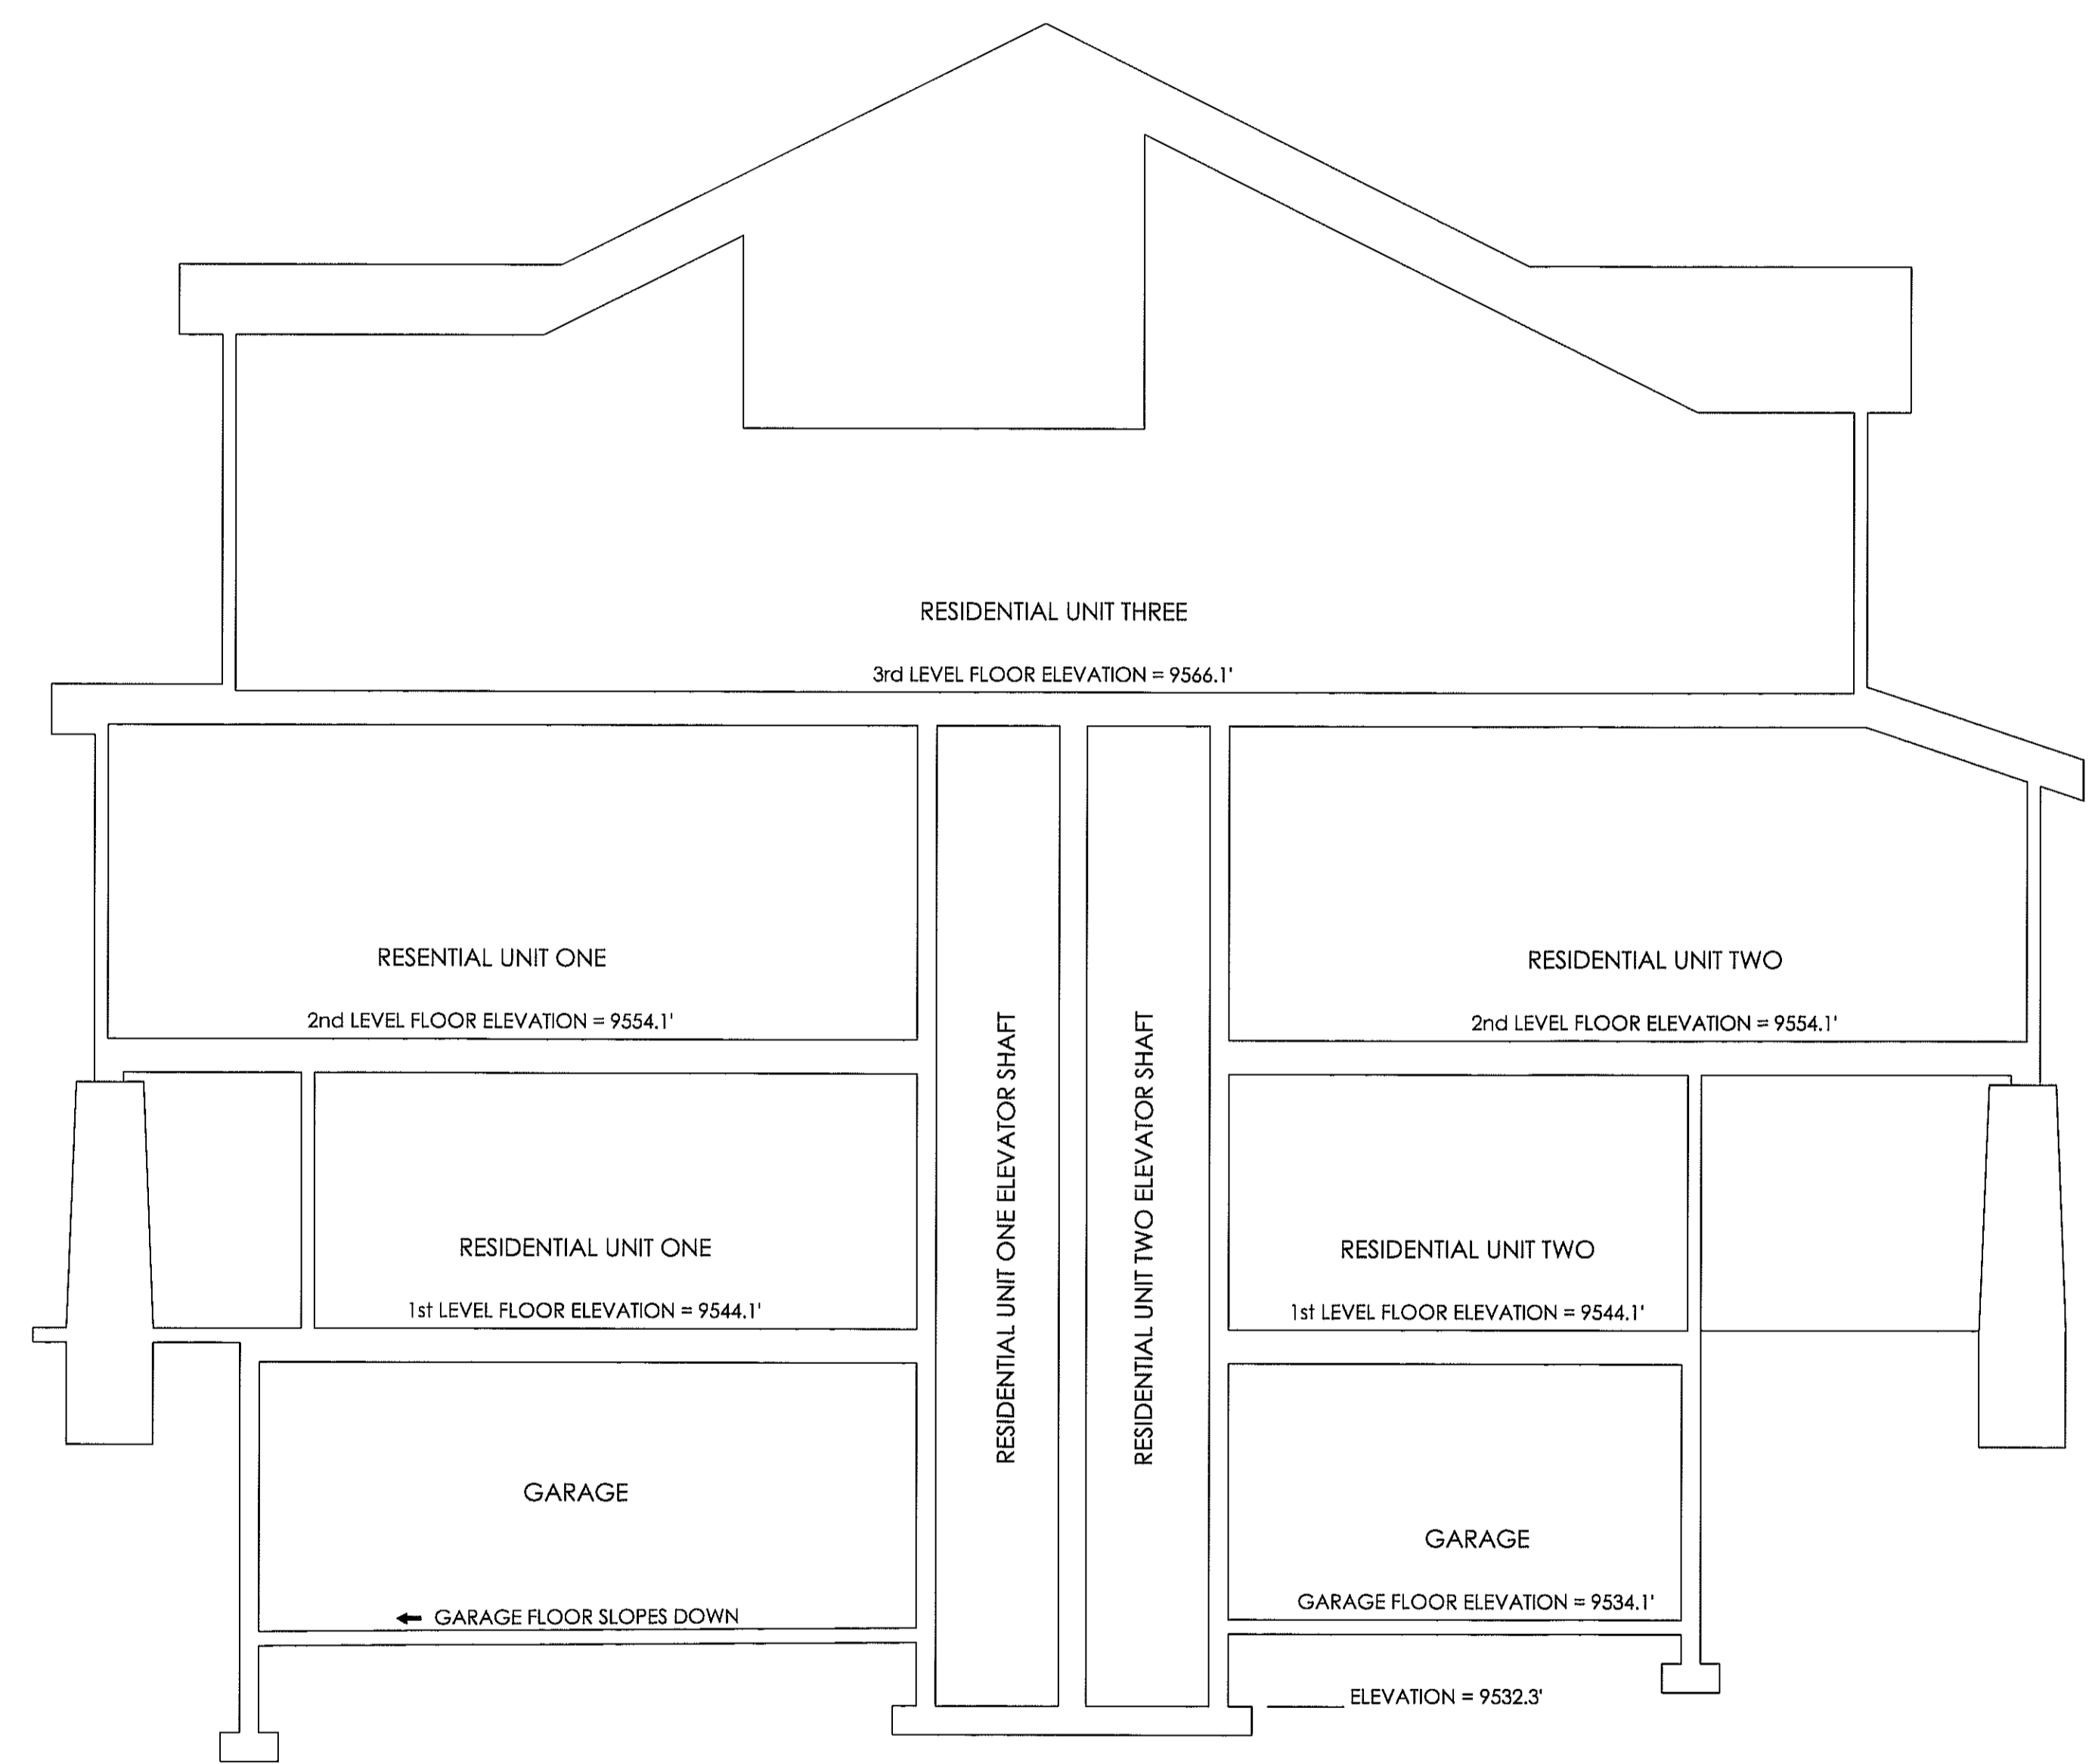 RESIDENTIAL UNIT THREE
3rd LEVEL FLOOR ELEVATION = 9566.1'
RESENTIAL UNIT ONE
2nd LEVEL FLOOR ELEVATION = 9554.1'
RESIDENTIAL UNIT TWO
2nd LEVEL FLOOR ELEVATION = 9554.1'
RESIDENTIAL UNIT ONE ELEVATOR SHAFT
RESIDENTIAL UNIT TWO ELEVATOR SHAFT
RESIDENTIAL UNIT ONE
1st LEVEL FLOOR ELEVATION = 9544.1'
RESIDENTIAL UNIT TWO
1st LEVEL FLOOR ELEVATION = 9544.1'
GARAGE
GARAGE FLOOR SLOPES DOWN
GARAGE
GARAGE FLOOR ELEVATION = 9534.1'
ELEVATION = 9532.3'